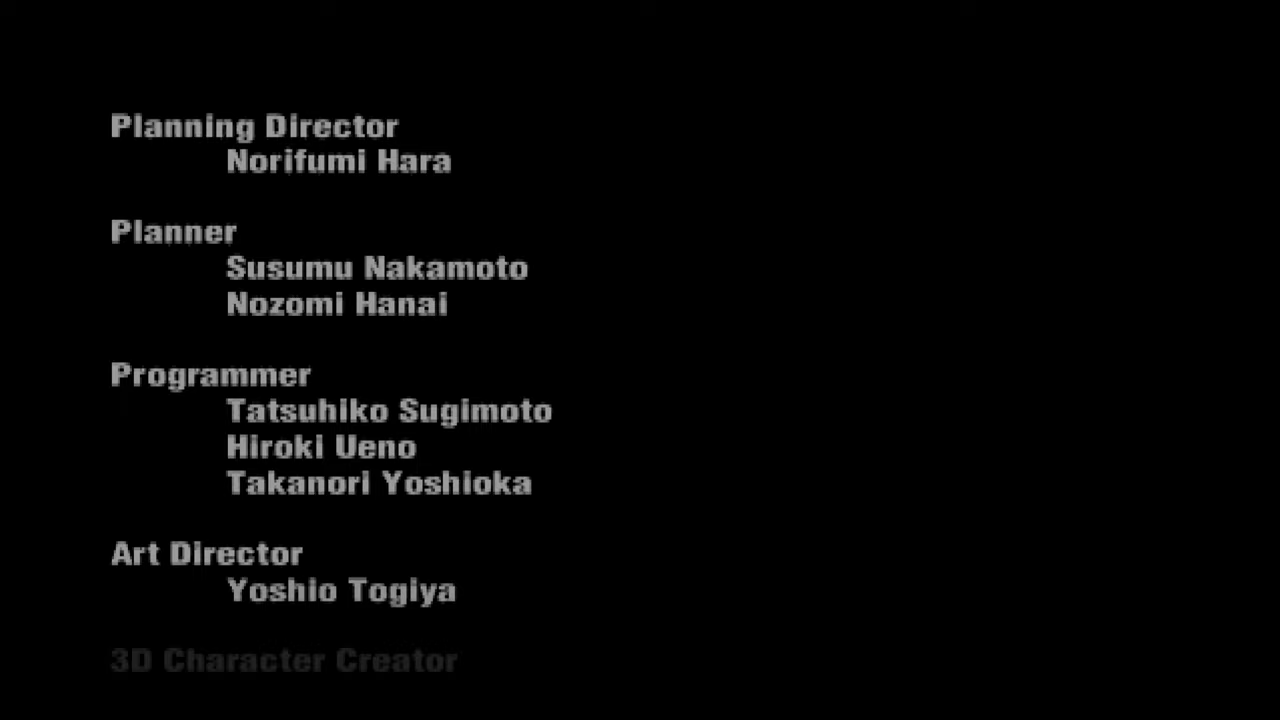 Planning Director
Norifumi Hara
Planner
Susumu Nakamoto
Nozomi Hanai
Programmer
Tatsuhiko Sugimoto
Hiroki Ueno
Takanori Yoshioka
Art Director
Yoshio Togiya
3D Character Creator